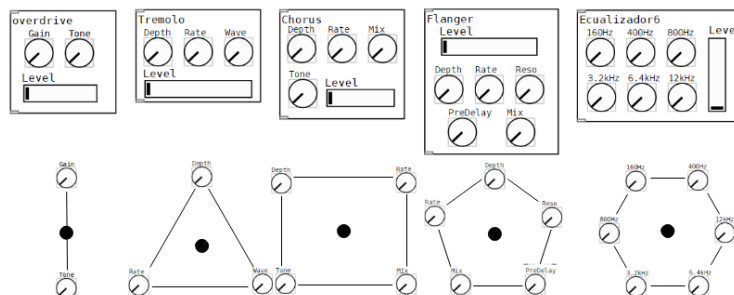 overdrive
Gain Tone
Level
Tremolo
Depth Rate Wave
Level
Chorus
Depth Rate Mix
Tone Level
Flanger
Level
Depth Rate Reso
PreDelay Mix
Ecualizador6
160Hz 400Hz 800Hz Level
3.2kHz 6.4kHz 12kHz
Gain
Tone
Depth
Rate Wave
Depth Rate
Tone Mix
Depth
Rate Reso
Mix PreDelay
160Hz 400Hz
800Hz 12kHz
3.2kHz 6.4kHz